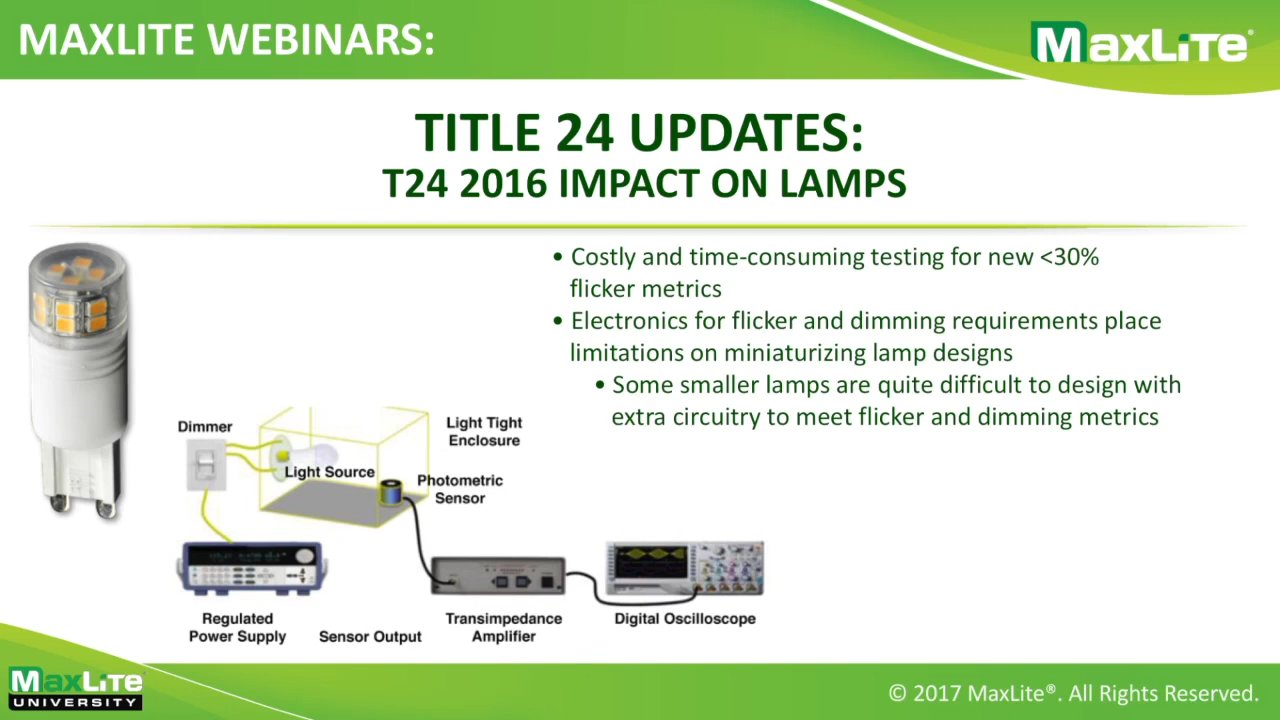 MAXLITE WEBINARS:
MAXLITE®
TITLE 24 UPDATES:
T24 2016 IMPACT ON LAMPS
• Costly and time-consuming testing for new <30%
flicker metrics
• Electronics for flicker and dimming requirements place
limitations on miniaturizing lamp designs
• Some smaller lamps are quite difficult to design with
extra circuitry to meet flicker and dimming metrics
Dimmer
Light Tight
Enclosure
Light Source
Photometric
Sensor
Regulated
Power Supply
Sensor Output
Transimpedance
Amplifier
Digital Oscilloscope
MAXLITE
UNIVERSITY
© 2017 MaxLite®. All Rights Reserved.